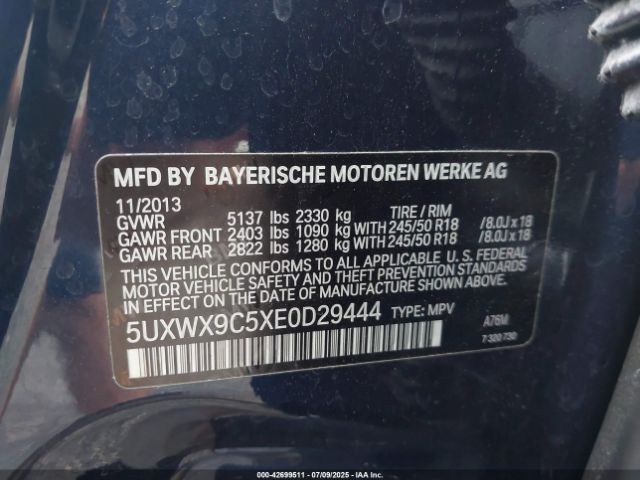 MFD BY BAYERISCHE MOTOREN WERKE AG
11/2013 TIRE / RIM
GVWR 5137 lbs 2330 kg
GAWR FRONT 2403 lbs 1090 kg WITH 245/50 R18 /8.0J x 18
GAWR REAR 2822 lbs 1280 kg WITH 245/50 R18 /8.0J x 18
THIS VEHICLE CONFORMS TO ALL APPLICABLE U. S. FEDERAL
MOTOR VEHICLE SAFETY AND THEFT PREVENTION STANDARDS
IN EFFECT ON THE DATE OF MANUFACTURE SHOWN ABOVE.
5UXWX9C5XE0D29444 TYPE: MPV A76M
7 320 730
000-42699511 - 07/09/2025 - IAAI.COM